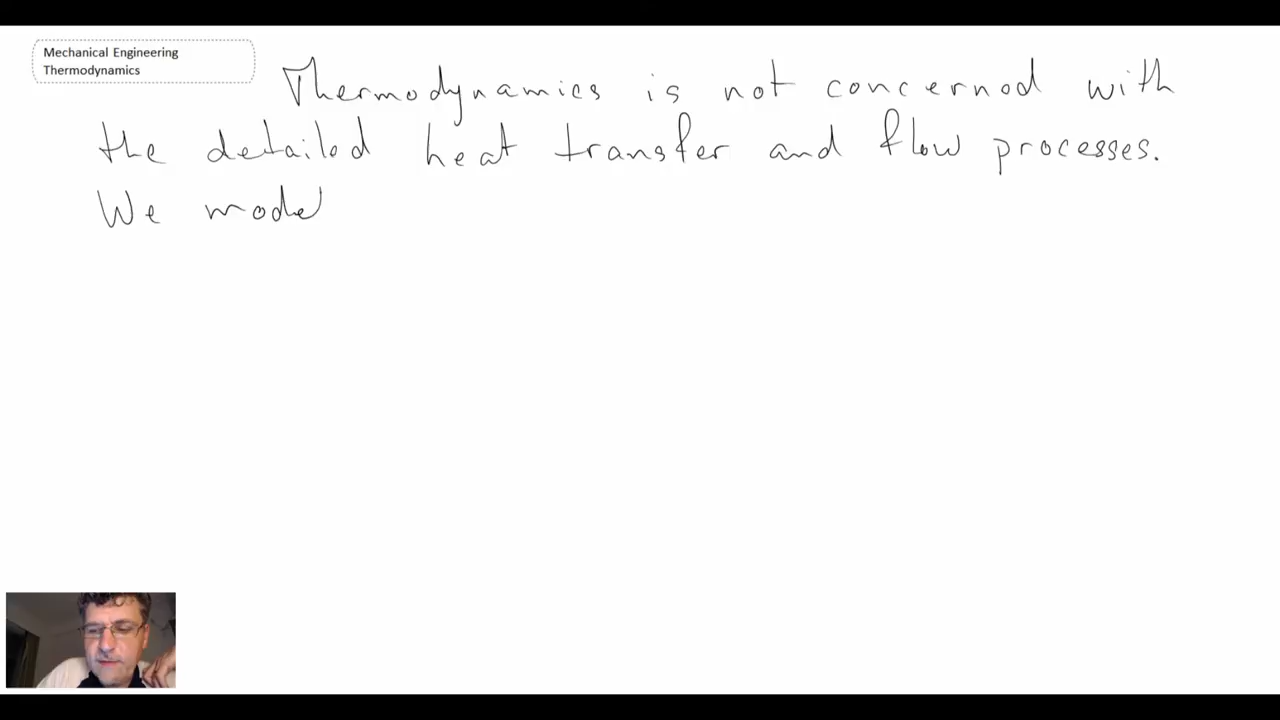 Mechanical Engineering
Thermodynamics
Thermodynamics is not concerned with
the detailed heat transfer and flow processes.
We model